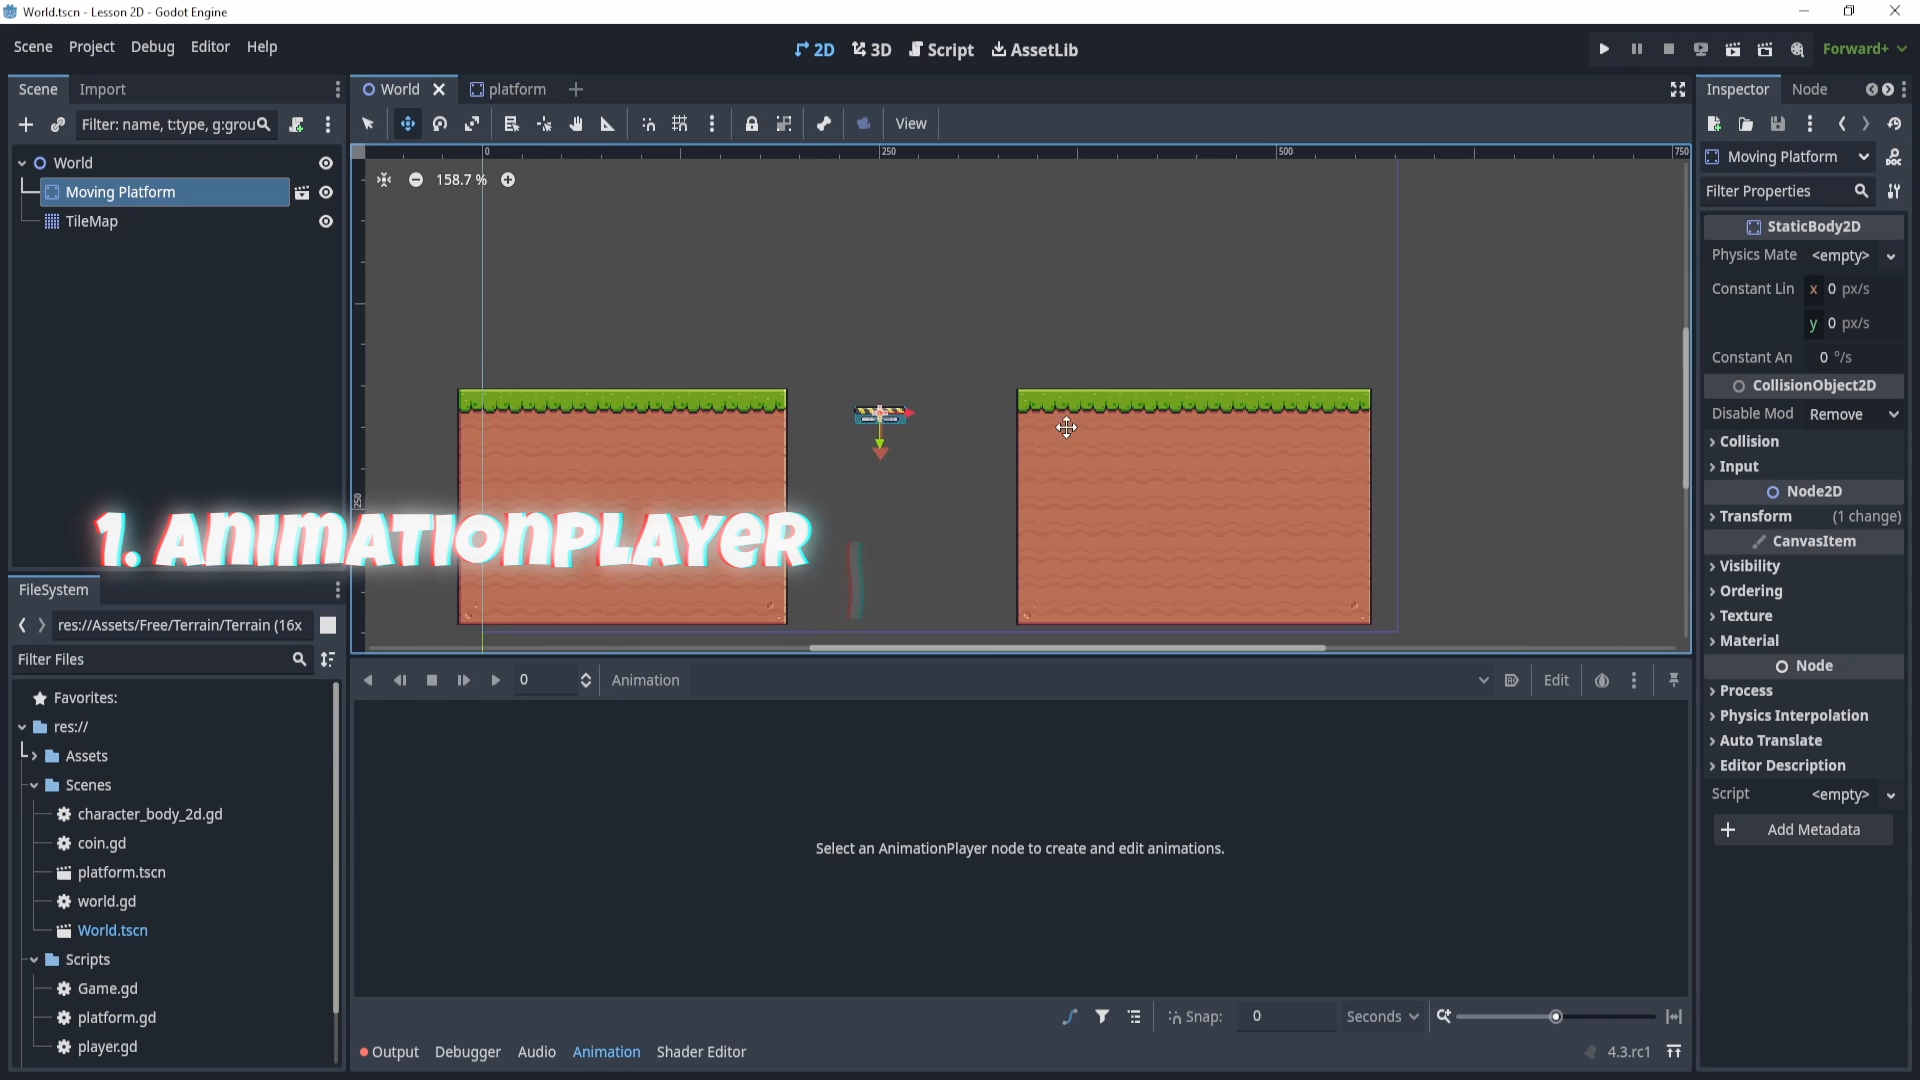 World.tscn - Lesson 2D - Godot Engine
Scene Project Debug Editor Help
2D 3D Script AssetLib
Forward+
Scene Import
Filter: name, t:type, g:grou
World
Moving Platform
TileMap
World platform
View
0 250 500 750
158.7 %
250
1. AnimationPlayer
FileSystem
res://Assets/Free/Terrain/Terrain (16x
Filter Files
Favorites:
res://
Assets
Scenes
character_body_2d.gd
coin.gd
platform.tscn
world.gd
World.tscn
Scripts
Game.gd
platform.gd
player.gd
0 Animation Edit
Select an AnimationPlayer node to create and edit animations.
Snap: 0 Seconds
Output Debugger Audio Animation Shader Editor
4.3.rc1
Inspector Node
Moving Platform
Filter Properties
StaticBody2D
Physics Mate <empty>
Constant Lin x 0 px/s
y 0 px/s
Constant An 0 °/s
CollisionObject2D
Disable Mod Remove
Collision
Input
Node2D
Transform (1 change)
CanvasItem
Visibility
Ordering
Texture
Material
Node
Process
Physics Interpolation
Auto Translate
Editor Description
Script <empty>
Add Metadata